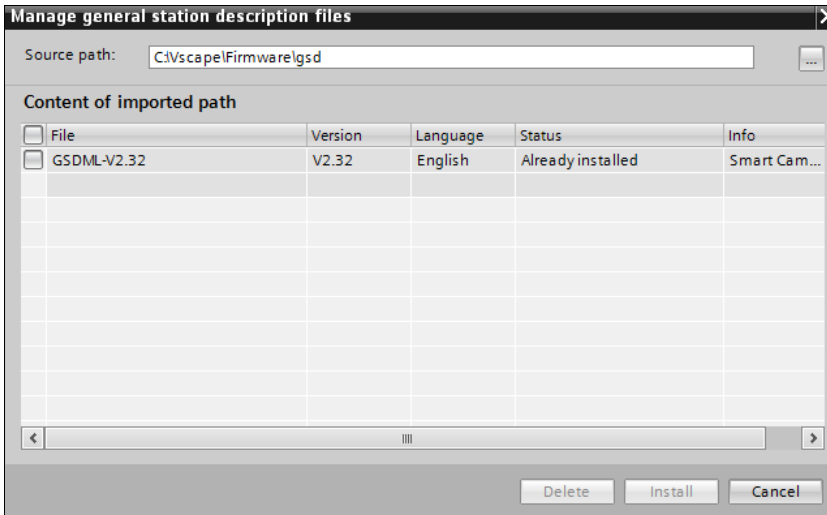 Manage general station description files
Source path: C:\Vscape\Firmware\gsd ...
Content of imported path
File Version Language Status Info
GSDML-V2.32 V2.32 English Already installed Smart Cam...
Delete Install Cancel